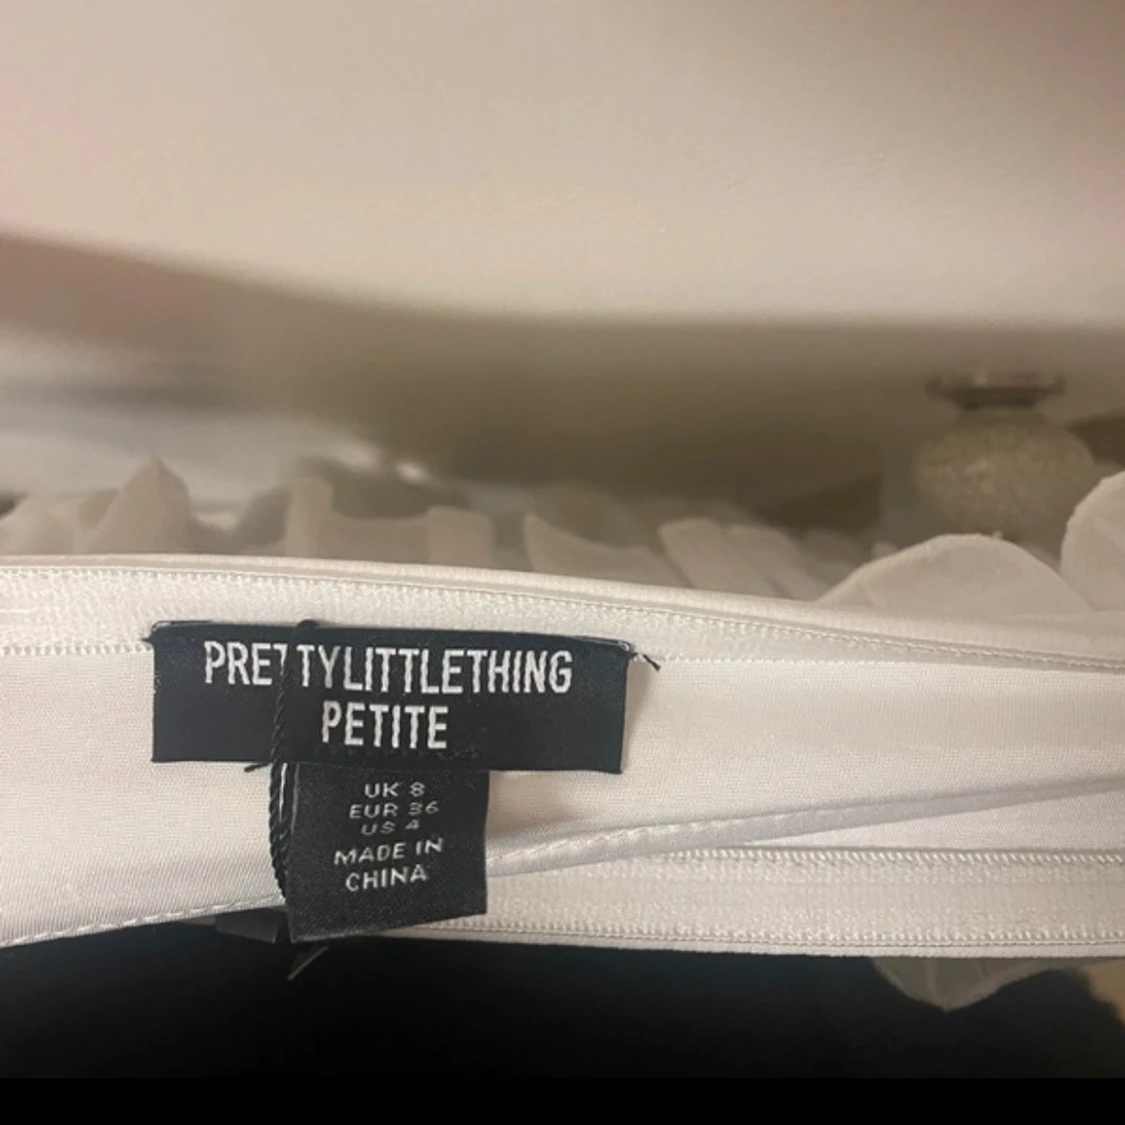 PRETTYLITTLETHING
PETITE
UK 8
EUR 36
US 4
MADE IN
CHINA